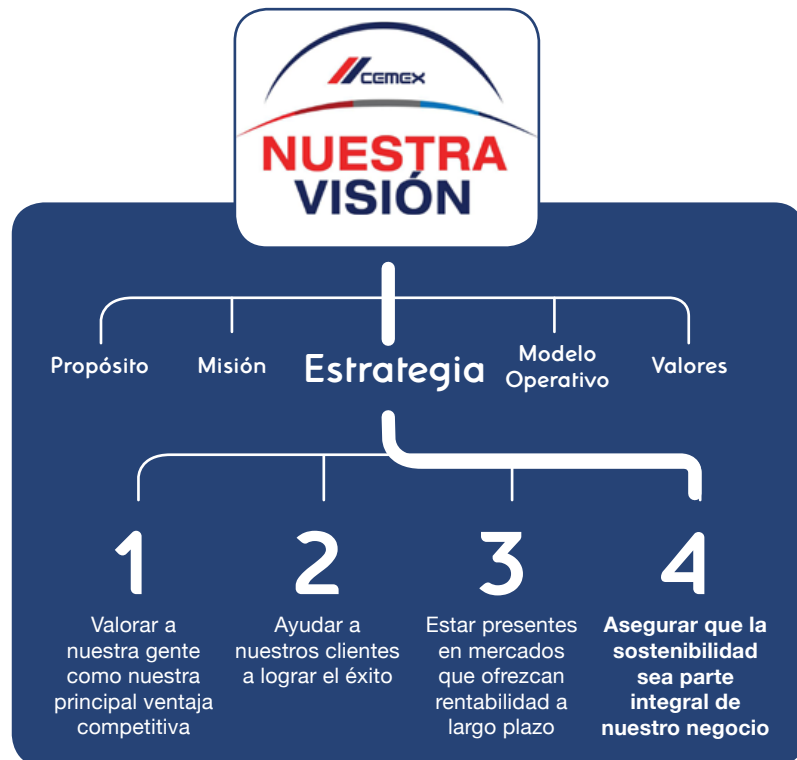 CEMEX
NUESTRA
VISIÓN
Propósito
Misión
Estrategia
Modelo
Operativo
Valores
1
Valorar a
nuestra gente
como nuestra
principal ventaja
competitiva
2
Ayudar a
nuestros clientes
a lograr el éxito
3
Estar presentes
en mercados
que ofrezcan
rentabilidad a
largo plazo
4
Asegurar que la
sostenibilidad
sea parte
integral de
nuestro negocio